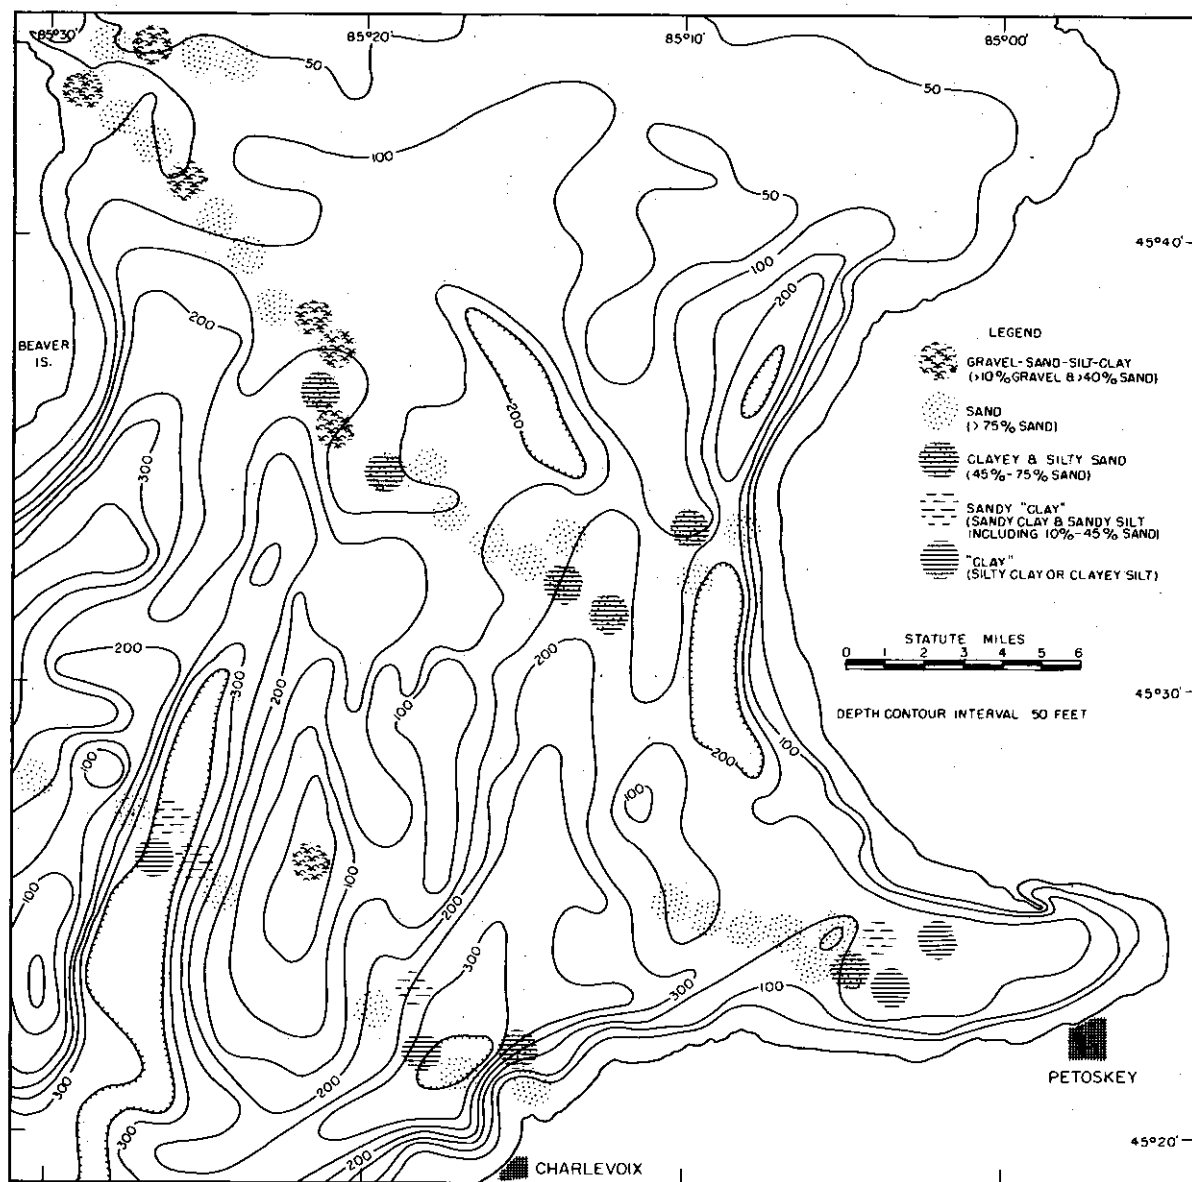 85°30' 85°20' 85°10' 85°00'
50
50
100
50
45°40'
100
200
200
BEAVER
IS.
LEGEND
GRAVEL-SAND-SILT-CLAY
(>10% GRAVEL & >40% SAND)
SAND
(> 75% SAND)
CLAYEY & SILTY SAND
(45%-75% SAND)
SANDY "CLAY"
(SANDY CLAY & SANDY SILT
INCLUDING 10%-45% SAND)
"CLAY"
(SILTY CLAY OR CLAYEY SILT)
200
300
STATUTE MILES
0 1 2 3 4 5 6
200
200
300
200
45°30'
DEPTH CONTOUR INTERVAL 50 FEET
100
100
200
100
100
100
100
200
300
300
300
100
200
PETOSKEY
300
300
200
45°20'
CHARLEVOIX